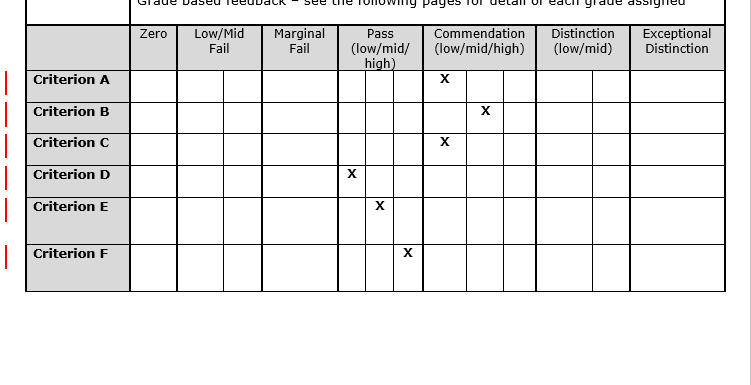 Grade based feedback – see the following pages for detail of each grade assigned
Zero Low/Mid Fail Marginal Fail Pass (low/mid/ high) Commendation (low/mid/high) Distinction (low/mid) Exceptional Distinction
Criterion A X
Criterion B X
Criterion C X
Criterion D X
Criterion E X
Criterion F X